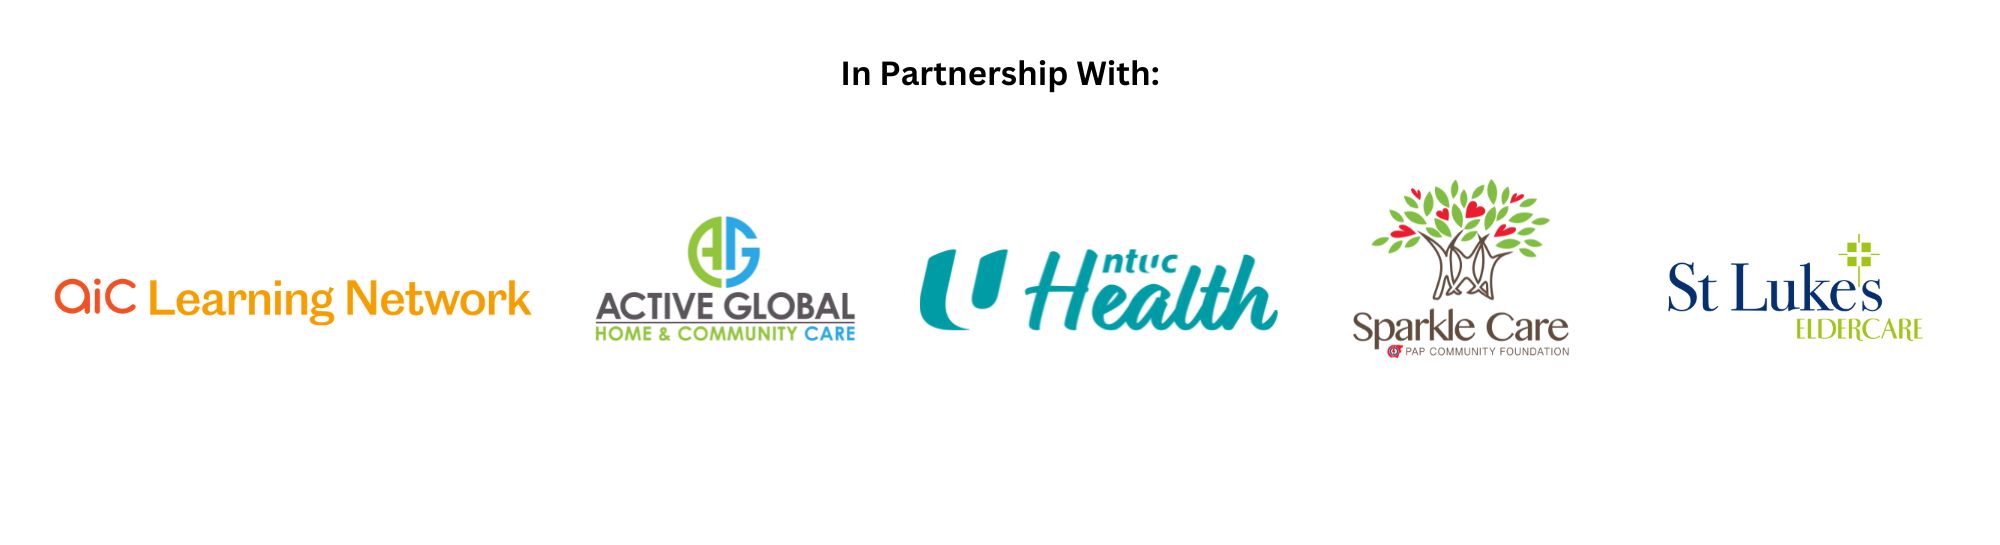 In Partnership With:
aic Learning Network
AG
ACTIVE GLOBAL
HOME & COMMUNITY CARE
U ntuc Health
Sparkle Care
PAP COMMUNITY FOUNDATION
St Luke's
ELDERCARE